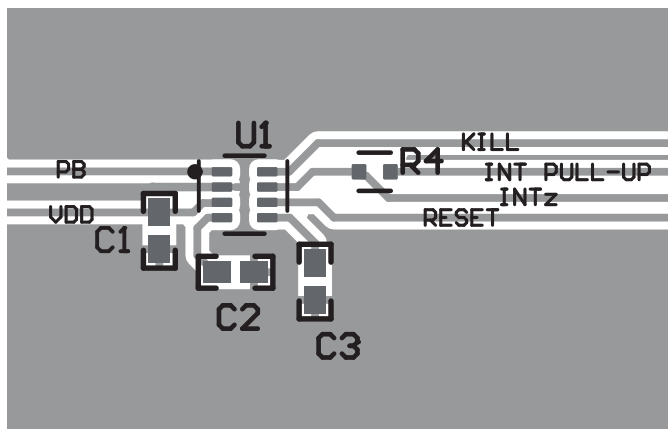 U1
KILL
R4
PB
INT PULL-UP
INTz
VDD
RESET
C1
C2
C3